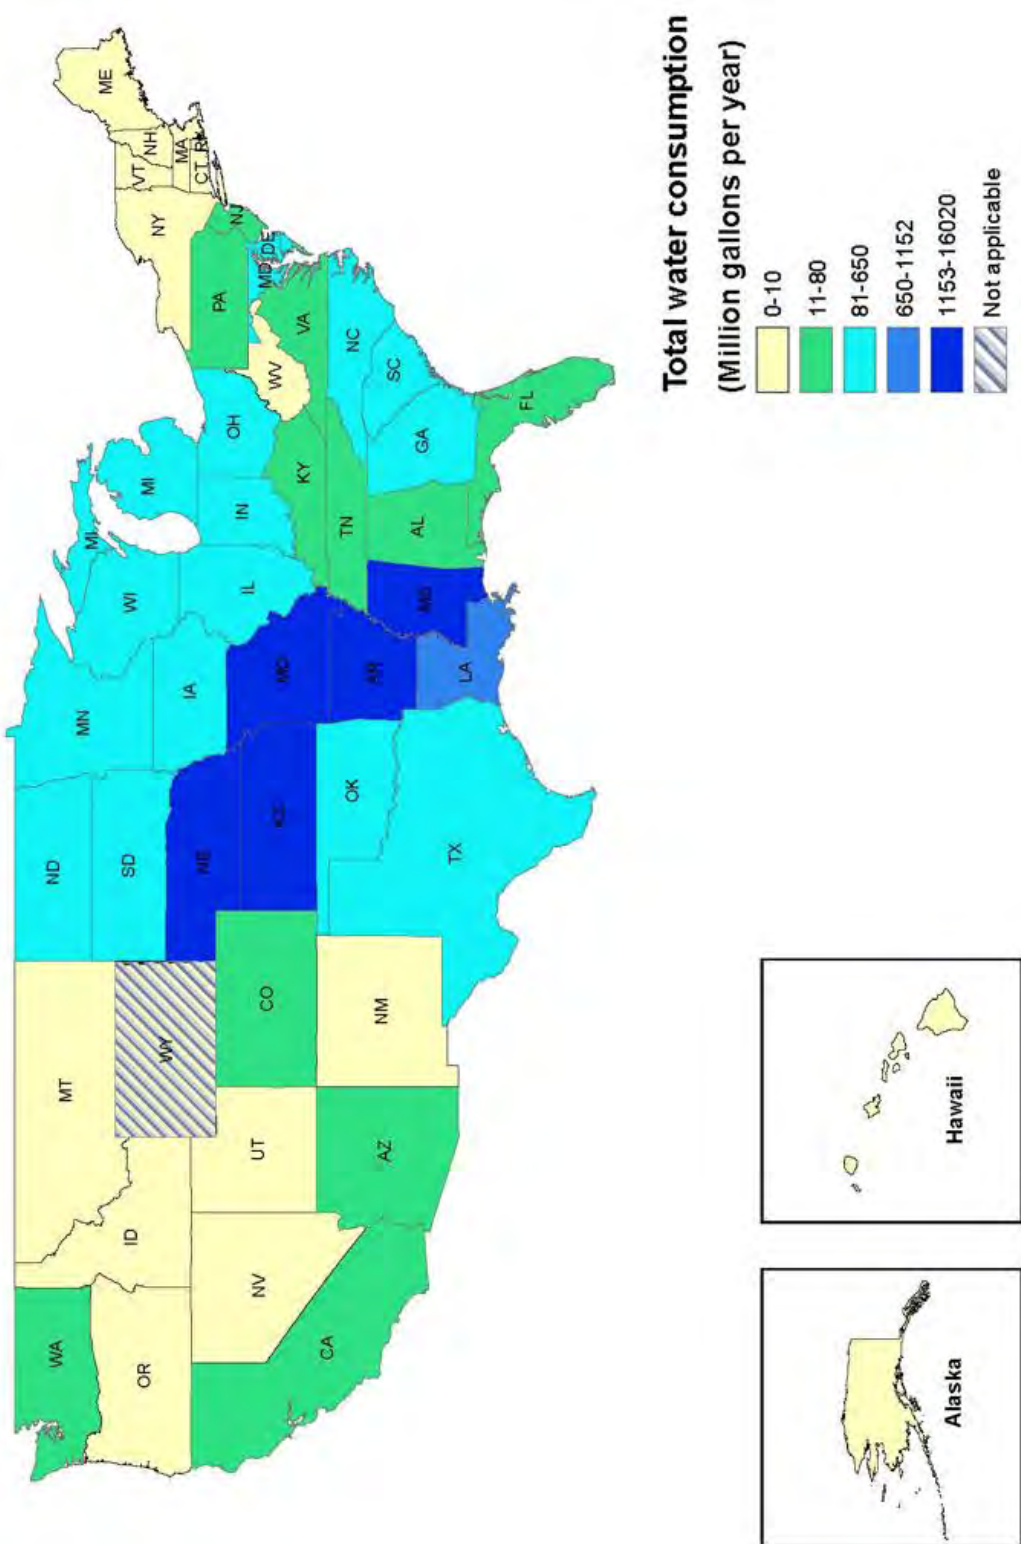 WA
MT
ND
MN
ME
OR
ID
WY
SD
WI
MI
MI
VT
NH
NY
MA
CT
RI
NV
UT
CO
NE
IA
IL
IN
OH
PA
NJ
MD
DE
CA
AZ
NM
KS
MO
KY
WV
VA
OK
AR
TN
NC
TX
LA
MS
AL
GA
SC
FL
Total water consumption
(Million gallons per year)
0-10
11-80
81-650
650-1152
1153-16020
Not applicable
Alaska
Hawaii